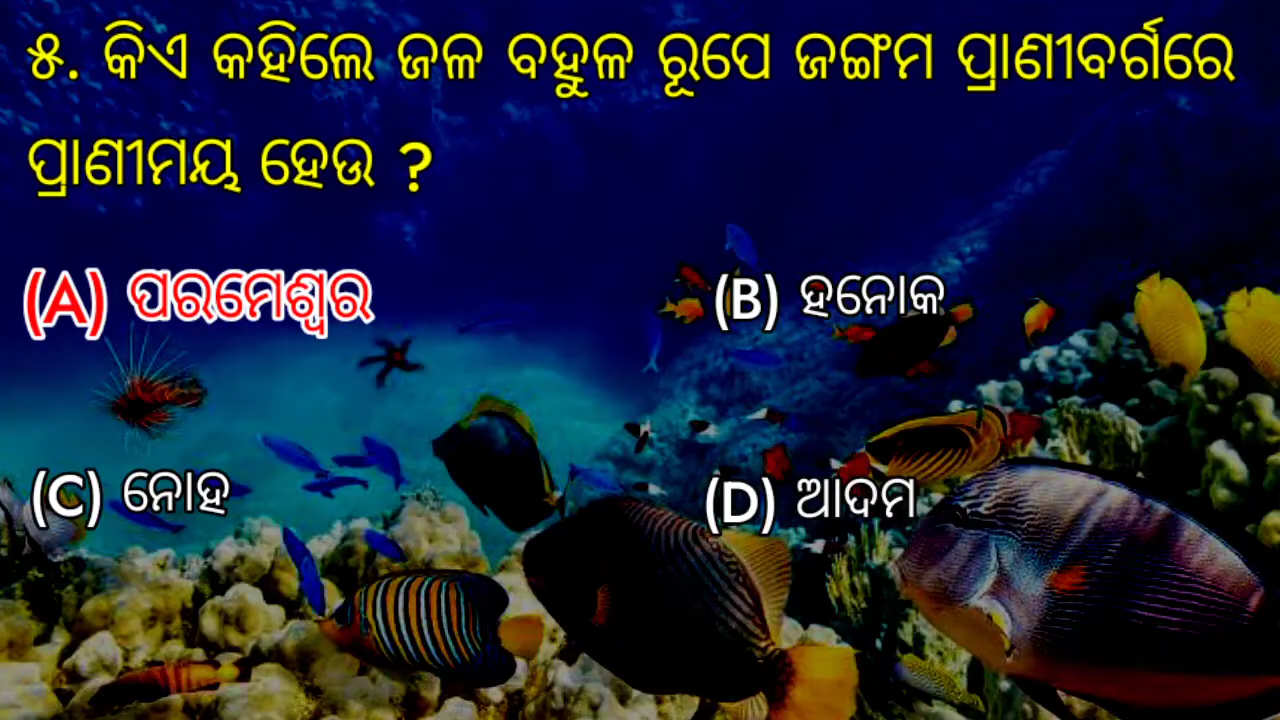 ୫. କିଏ କହିଲେ ଜଳ ବହୁଳ ରୂପେ ଜଙ୍ଗମ ପ୍ରାଣୀବର୍ଗରେ
ପ୍ରାଣୀମୟ ହେଉ ?
(A) ପରମେଶ୍ୱର
(B) ହନୋକ
(C) ନୋହ
(D) ଆଦମ